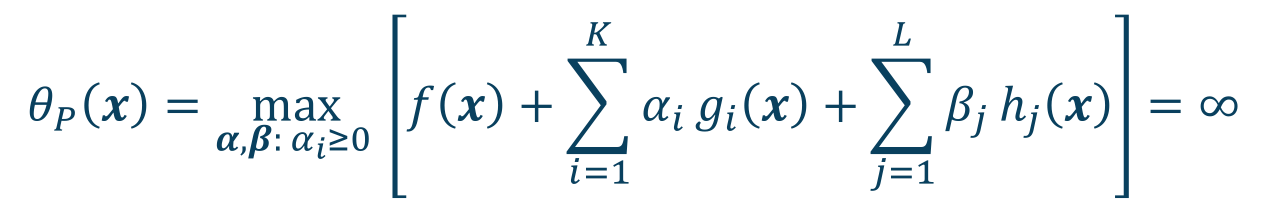 θ_P(x) = max_{α,β: α_i≥0} [f(x) + ∑_{i=1}^{K} α_i g_i(x) + ∑_{j=1}^{L} β_j h_j(x)] = ∞